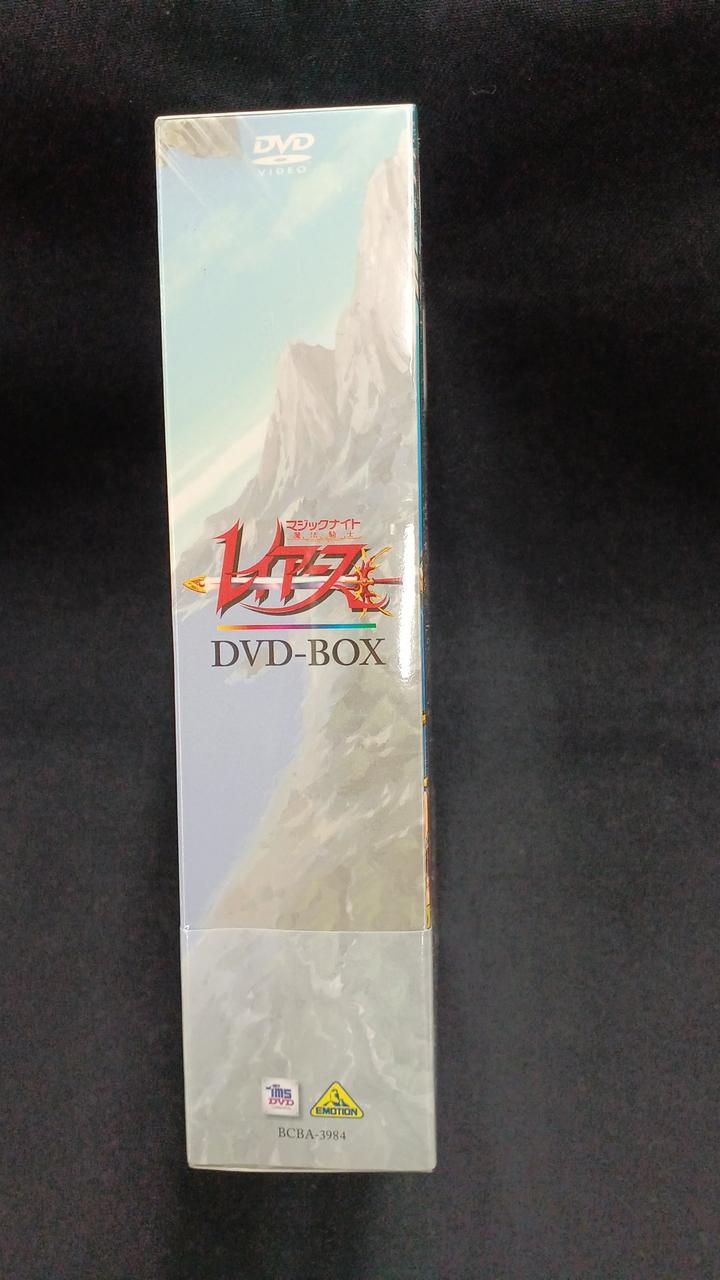 DVD
VIDEO
マジックナイト
魔法騎士
レイアース
DVD-BOX
TMS
DVD
EMOTION
BCBA-3984